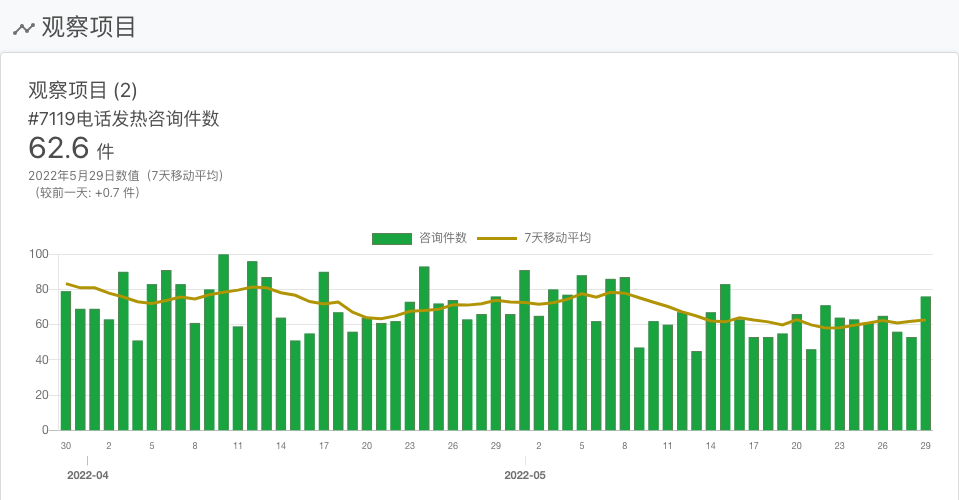 观察项目
观察项目 (2)
#7119电话发热咨询件数
62.6 件
2022年5月29日数值（7天移动平均）
（较前一天: +0.7 件）
咨询件数 7天移动平均
100
80
60
40
20
0
30 2 5 8 11 14 17 20 23 26 29 2 5 8 11 14 17 20 23 26 29
2022-04 2022-05